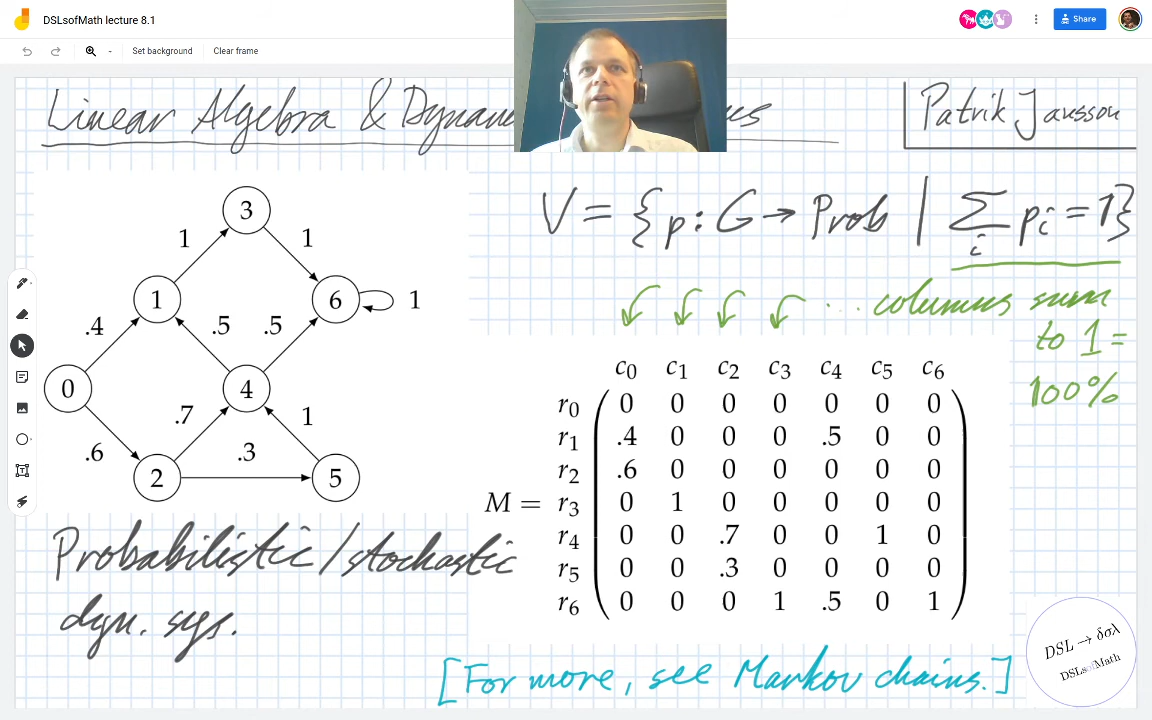 DSLsofMath lecture 8.1
Share
Set background
Clear frame
Linear Algebra & Dynam
Patrik Jansson
V = {p : G → Prob | ∑ᵢ pᵢ = 1}
columns sum
to 1 =
100%
3
1 1
1 6 1
.4 .5 .5
0 4
.7 1
.6 .3
2 5
c0 c1 c2 c3 c4 c5 c6
r0 0 0 0 0 0 0 0
r1 .4 0 0 0 .5 0 0
r2 .6 0 0 0 0 0 0
M = r3 0 1 0 0 0 0 0
r4 0 0 .7 0 0 1 0
r5 0 0 .3 0 0 0 0
r6 0 0 0 1 .5 0 1
Probabilistic/stochastic
dyn. sys.
[For more, see Markov chains.]
DSL → δσλ
DSLsofMath